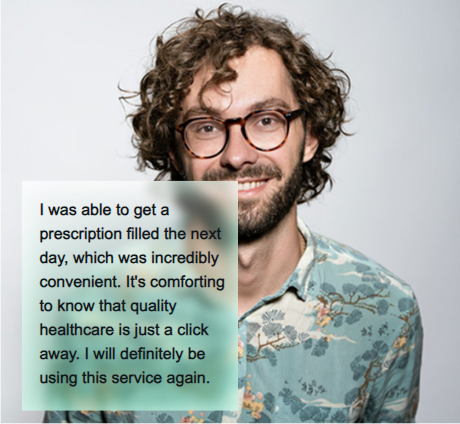 I was able to get a
prescription filled the next
day, which was incredibly
convenient. It's comforting
to know that quality
healthcare is just a click
away. I will definitely be
using this service again.